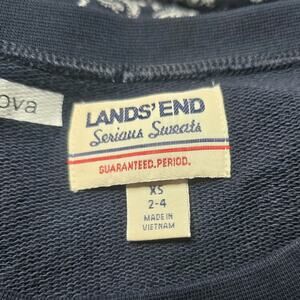 ova
LANDS' END
Serious Sweats
GUARANTEED. PERIOD.
XS
2-4
MADE IN
VIETNAM